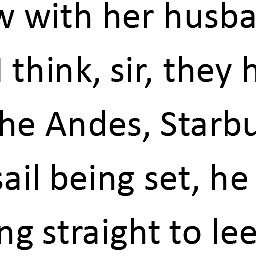 w with her husba
I think, sir, they h
he Andes, Starbu
sail being set, he
ng straight to lee